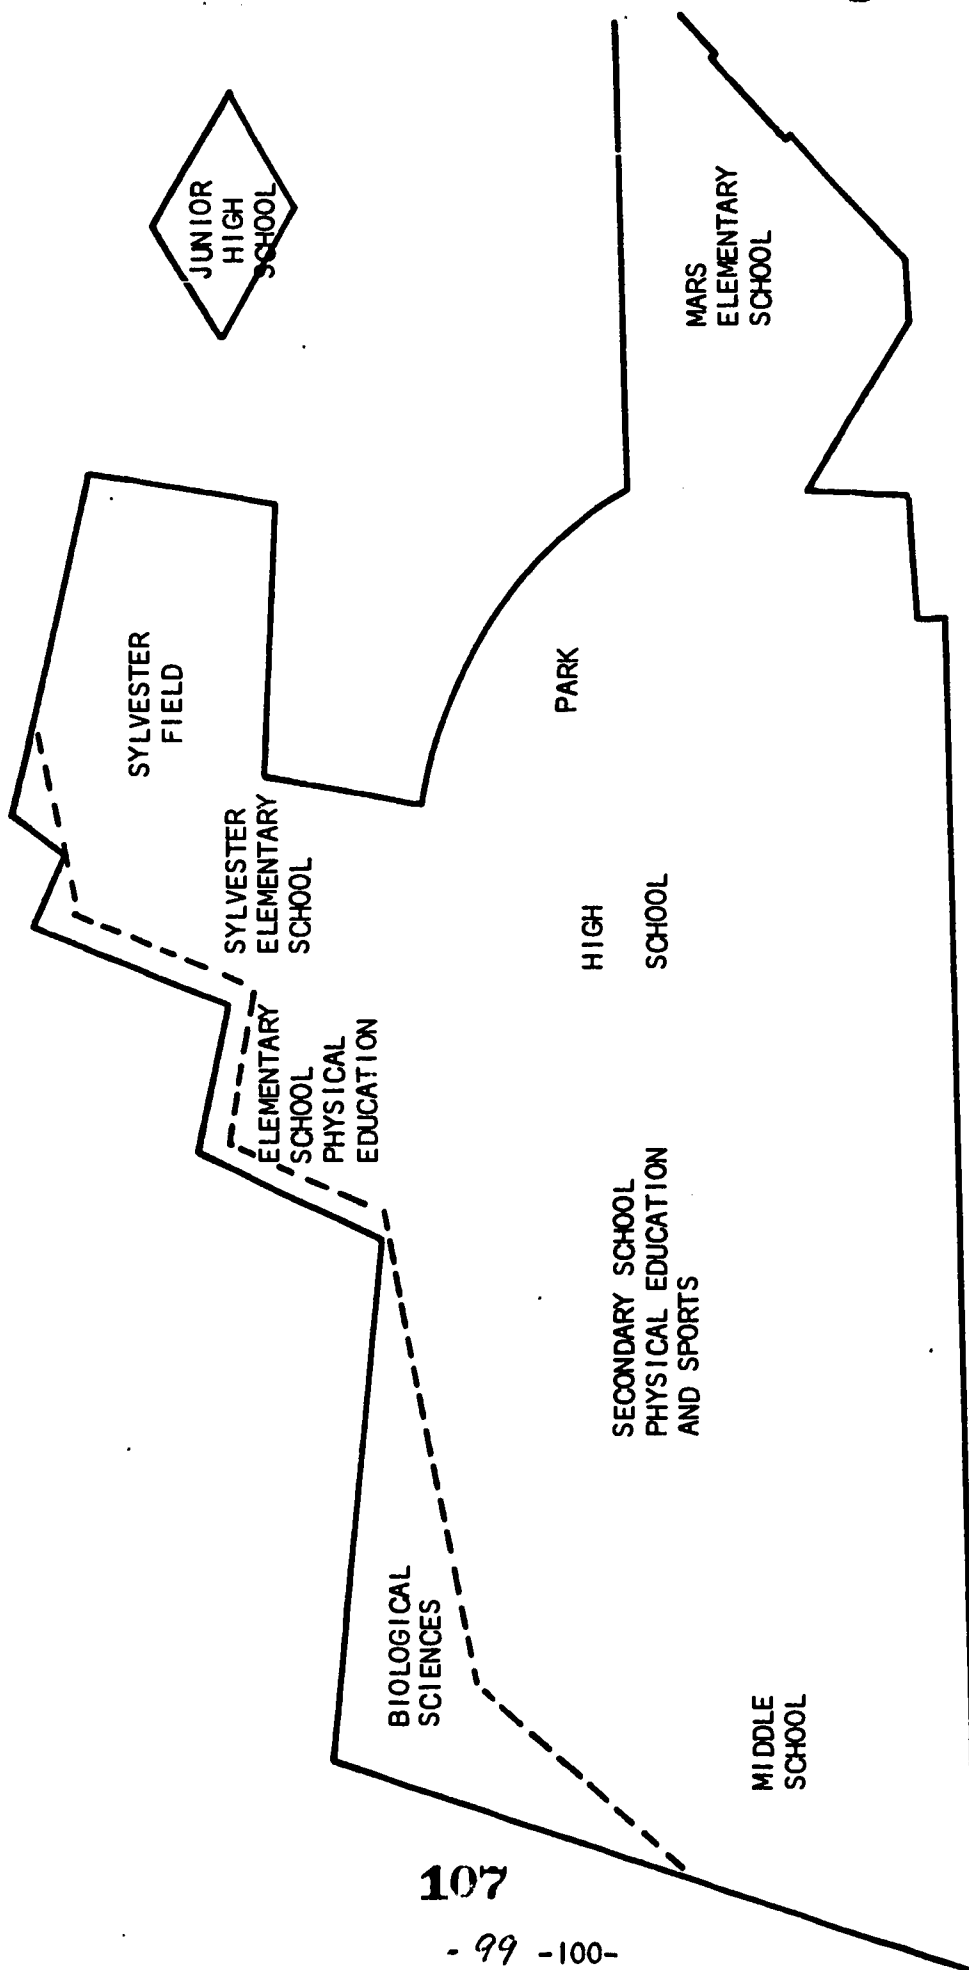 JUNIOR
HIGH
SCHOOL
MARS
ELEMENTARY
SCHOOL
SYLVESTER
FIELD
PARK
SYLVESTER
ELEMENTARY
SCHOOL
HIGH
SCHOOL
ELEMENTARY
SCHOOL
PHYSICAL
EDUCATION
SECONDARY SCHOOL
PHYSICAL EDUCATION
AND SPORTS
BIOLOGICAL
SCIENCES
MIDDLE
SCHOOL
107
- 99 -100-